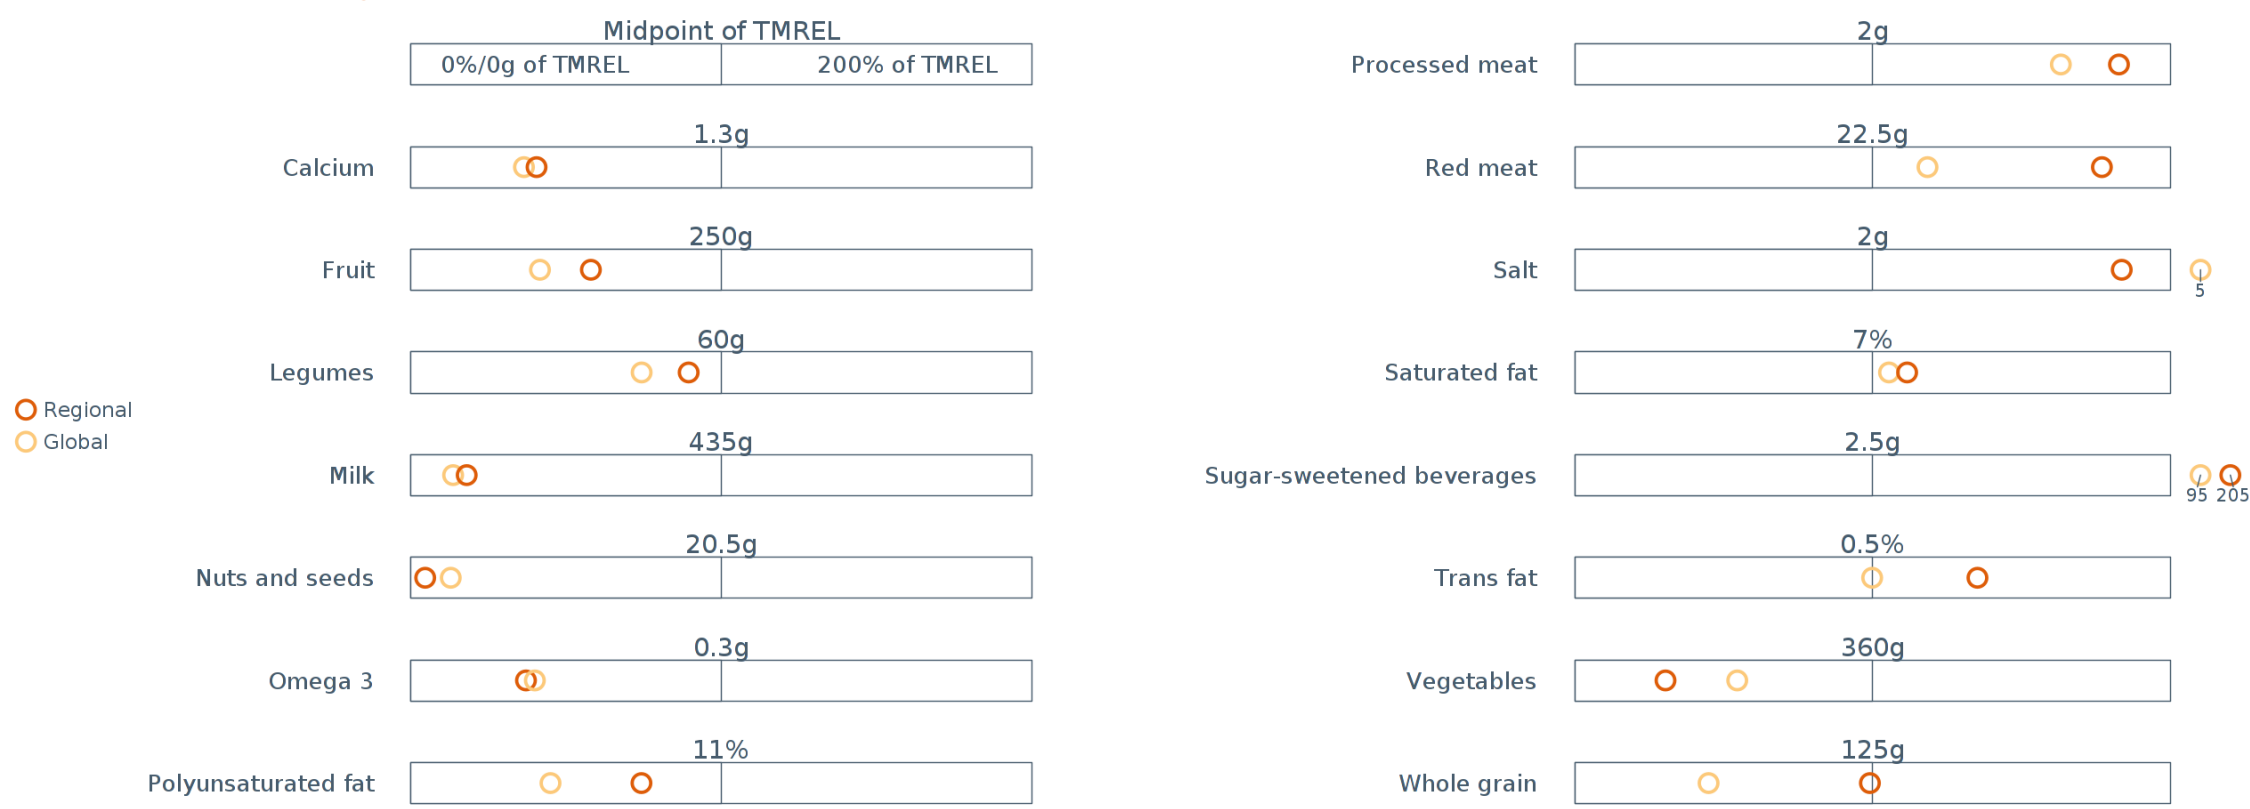 Midpoint of TMREL
0%/0g of TMREL
200% of TMREL
Calcium
1.3g
Fruit
250g
Legumes
60g
Regional
Global
Milk
435g
Nuts and seeds
20.5g
Omega 3
0.3g
Polyunsaturated fat
11%
Processed meat
2g
Red meat
22.5g
Salt
2g
5
Saturated fat
7%
Sugar-sweetened beverages
2.5g
95 205
Trans fat
0.5%
Vegetables
360g
Whole grain
125g